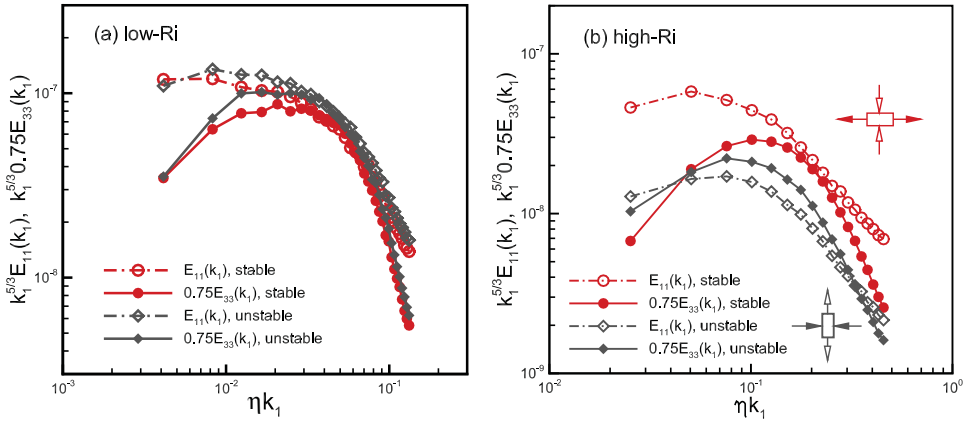 (a) low-Ri
k₁^5/3E₁₁(k₁), k₁^5/30.75E₃₃(k₁)
10⁻⁷
10⁻⁸
E₁₁(k₁), stable
0.75E₃₃(k₁), stable
E₁₁(k₁), unstable
0.75E₃₃(k₁), unstable
10⁻³ 10⁻² 10⁻¹
ηk₁
(b) high-Ri
k₁^5/3E₁₁(k₁), k₁^5/30.75E₃₃(k₁)
10⁻⁷
10⁻⁸
10⁻⁹
E₁₁(k₁), stable
0.75E₃₃(k₁), stable
E₁₁(k₁), unstable
0.75E₃₃(k₁), unstable
10⁻² 10⁻¹ 10⁰
ηk₁